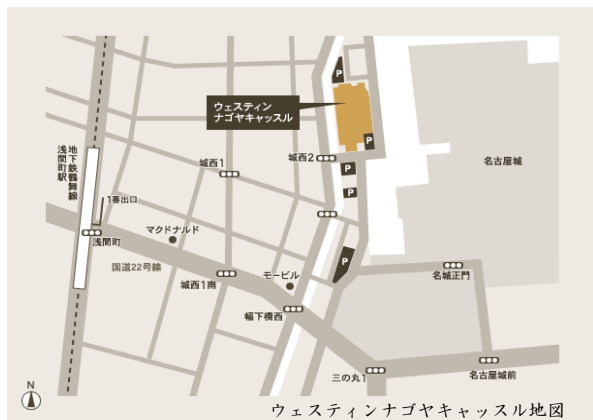 P
ウェスティン
ナゴヤキャッスル
P
地下鉄鶴舞線
浅間町駅
城西1
城西2
P
名古屋城
P
1番出口
マクドナルド
浅間町
国道22号線
城西1南
モービル
P
名城正門
幅下橋西
三の丸1
名古屋城前
N
ウェスティンナゴヤキャッスル地図